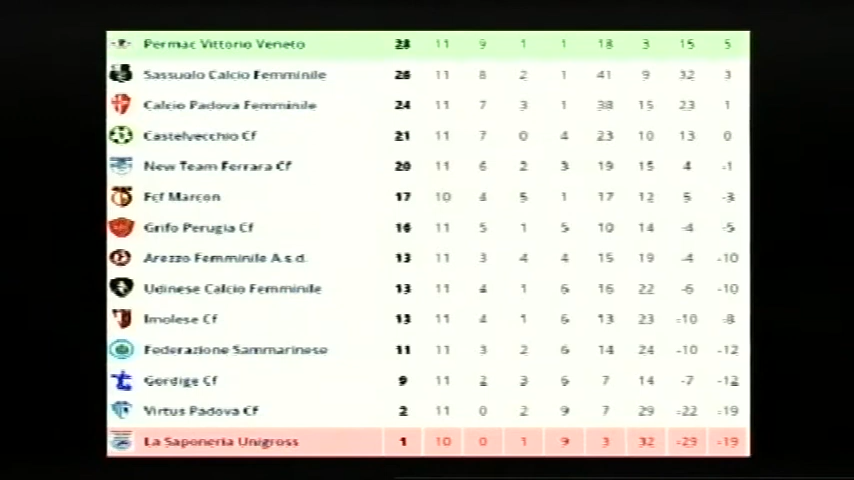 Permac Vittorio Veneto 28 11 9 1 1 18 3 15 5
Sassuolo Calcio Femminile 26 11 8 2 1 41 9 32 3
Calcio Padova Femminile 24 11 7 3 1 38 15 23 1
Castelvecchio Cf 21 11 7 0 4 23 10 13 0
New Team Ferrara Cf 20 11 6 2 3 19 15 4 -1
Fcf Marcon 17 10 4 5 1 17 12 5 -3
Grifo Perugia Cf 16 11 5 1 5 10 14 -4 -5
Arezzo Femminile A.s.d. 13 11 3 4 4 15 19 -4 -10
Udinese Calcio Femminile 13 11 4 1 6 16 22 -6 -10
Imolese Cf 13 11 4 1 6 13 23 -10 -8
Federazione Sammarinese 11 11 3 2 6 14 24 -10 -12
Gordige Cf 9 11 2 3 6 7 14 -7 -12
Virtus Padova Cf 2 11 0 2 9 7 29 -22 -19
La Saponeria Unigross 1 10 0 1 9 3 32 -29 -19